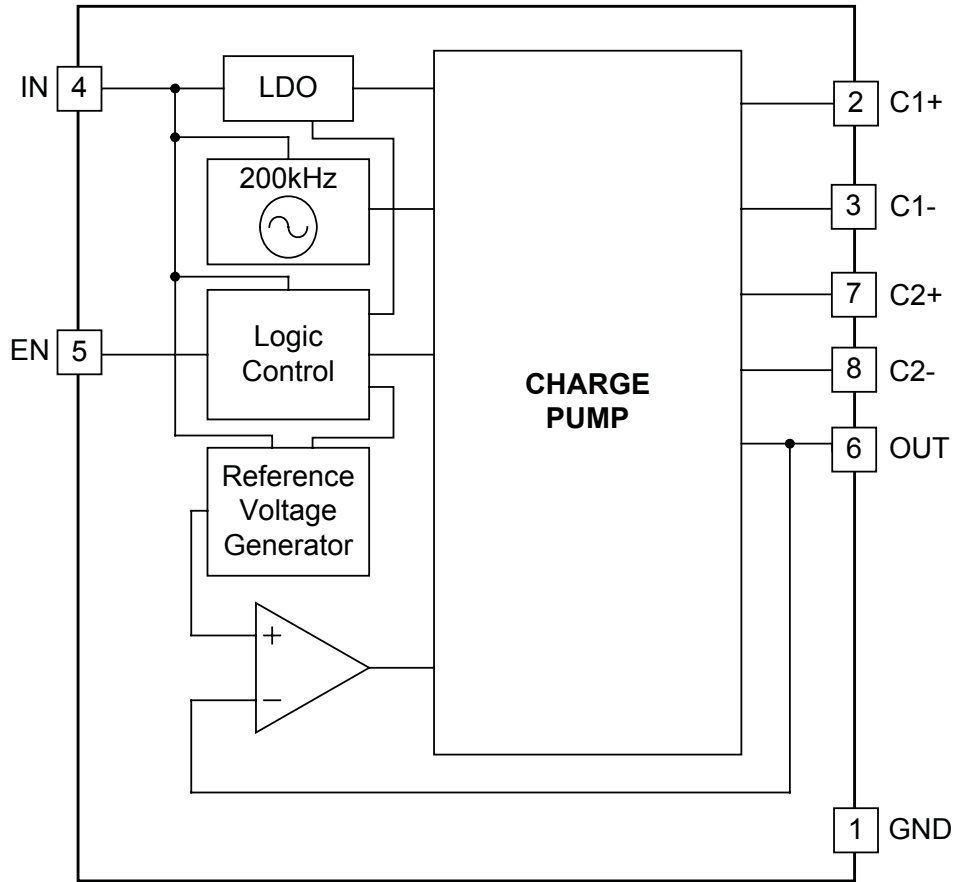 IN 4
LDO
2 C1+
200kHz
3 C1-
7 C2+
EN 5
Logic
Control
8 C2-
CHARGE
PUMP
6 OUT
Reference
Voltage
Generator
+
−
1 GND